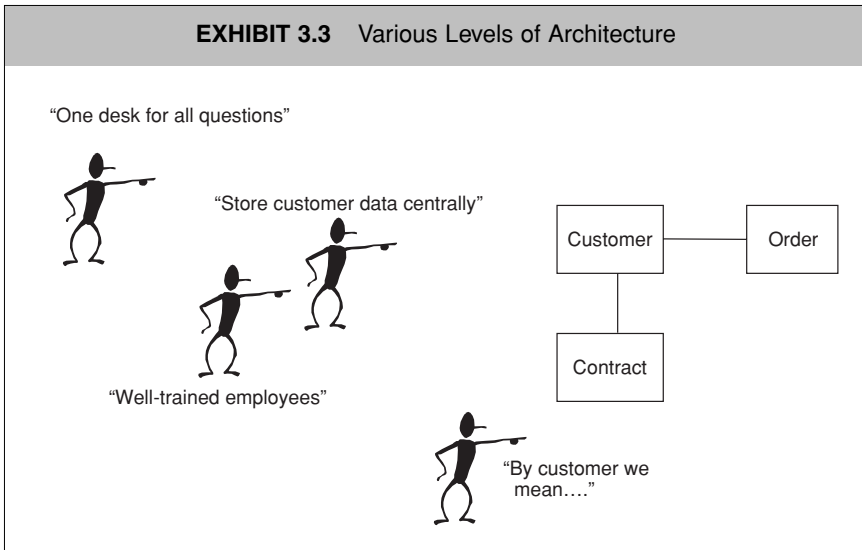 EXHIBIT 3.3 Various Levels of Architecture
“One desk for all questions”
“Store customer data centrally”
Customer
Order
Contract
“Well-trained employees”
“By customer we
mean….”